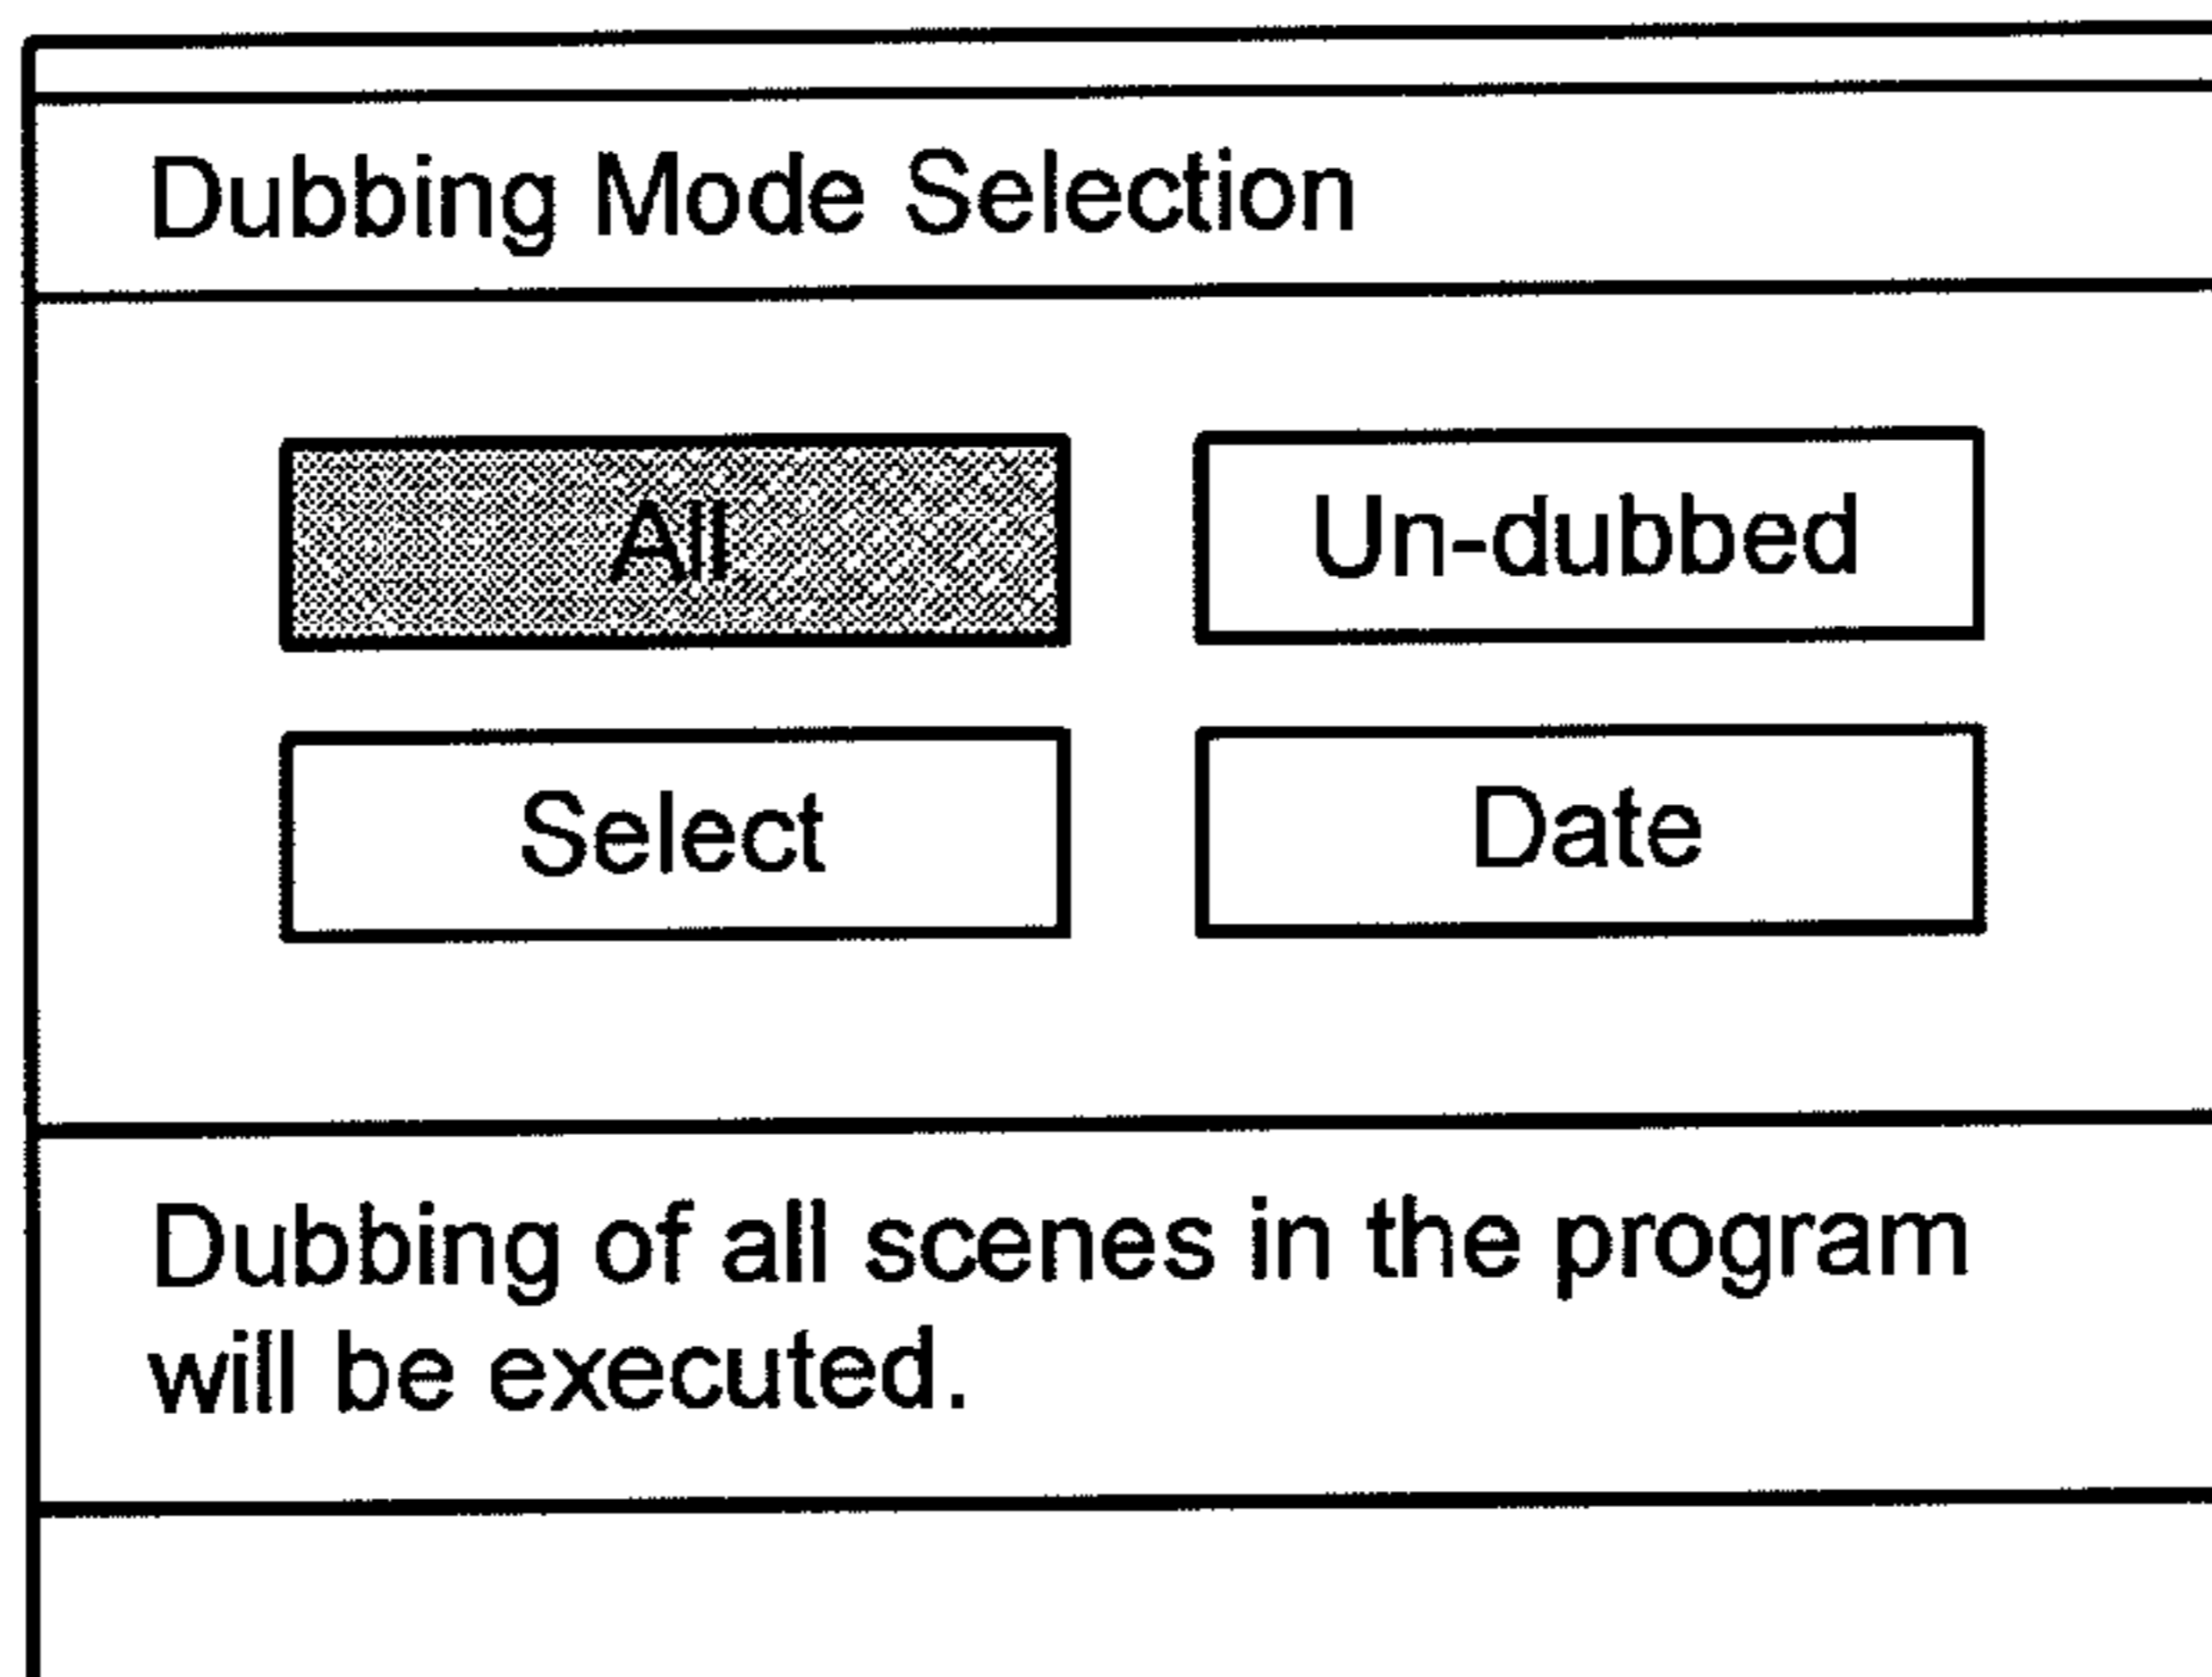 Dubbing Mode Selection
All
Un-dubbed
Select
Date
Dubbing of all scenes in the program
will be executed.